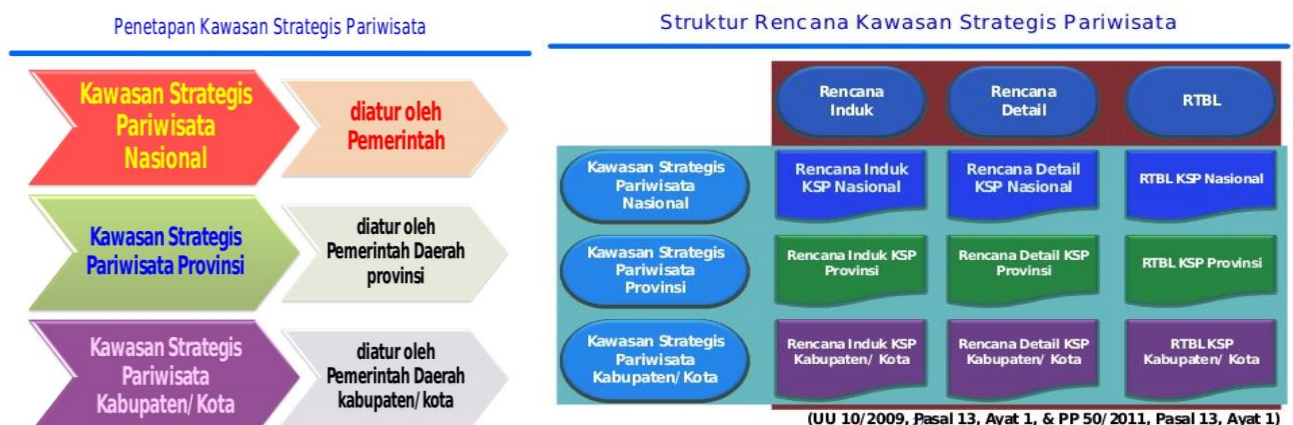 Penetapan Kawasan Strategis Pariwisata
Kawasan Strategis
Pariwisata
Nasional
diatur oleh
Pemerintah
Kawasan Strategis
Pariwisata Provinsi
diatur oleh
Pemerintah Daerah
provinsi
Kawasan Strategis
Pariwisata
Kabupaten/Kota
diatur oleh
Pemerintah Daerah
kabupaten/kota
Struktur Rencana Kawasan Strategis Pariwisata
Rencana
Induk
Rencana
Detail
RTBL
Kawasan Strategis
Pariwisata
Nasional
Rencana Induk
KSP Nasional
Rencana Detail
KSP Nasional
RTBL KSP Nasional
Kawasan Strategis
Pariwisata
Provinsi
Rencana Induk KSP
Provinsi
Rencana Detail KSP
Provinsi
RTBL KSP Provinsi
Kawasan Strategis
Pariwisata
Kabupaten/Kota
Rencana Induk KSP
Kabupaten/ Kota
Rencana Detail KSP
Kabupaten/ Kota
RTBL KSP
Kabupaten/ Kota
(UU 10/2009, Pasal 13, Ayat 1, & PP 50/2011, Pasal 13, Ayat 1)